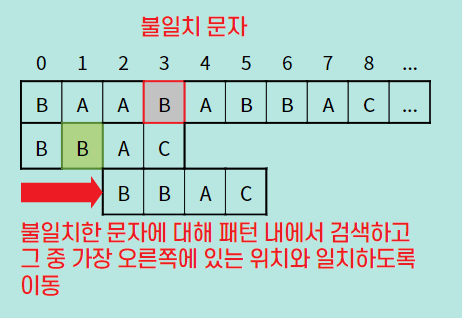 불일치 문자
0 1 2 3 4 5 6 7 8 ...
B A A B A B B A C ...
B B A C
B B A C
불일치한 문자에 대해 패턴 내에서 검색하고
그 중 가장 오른쪽에 있는 위치와 일치하도록
이동